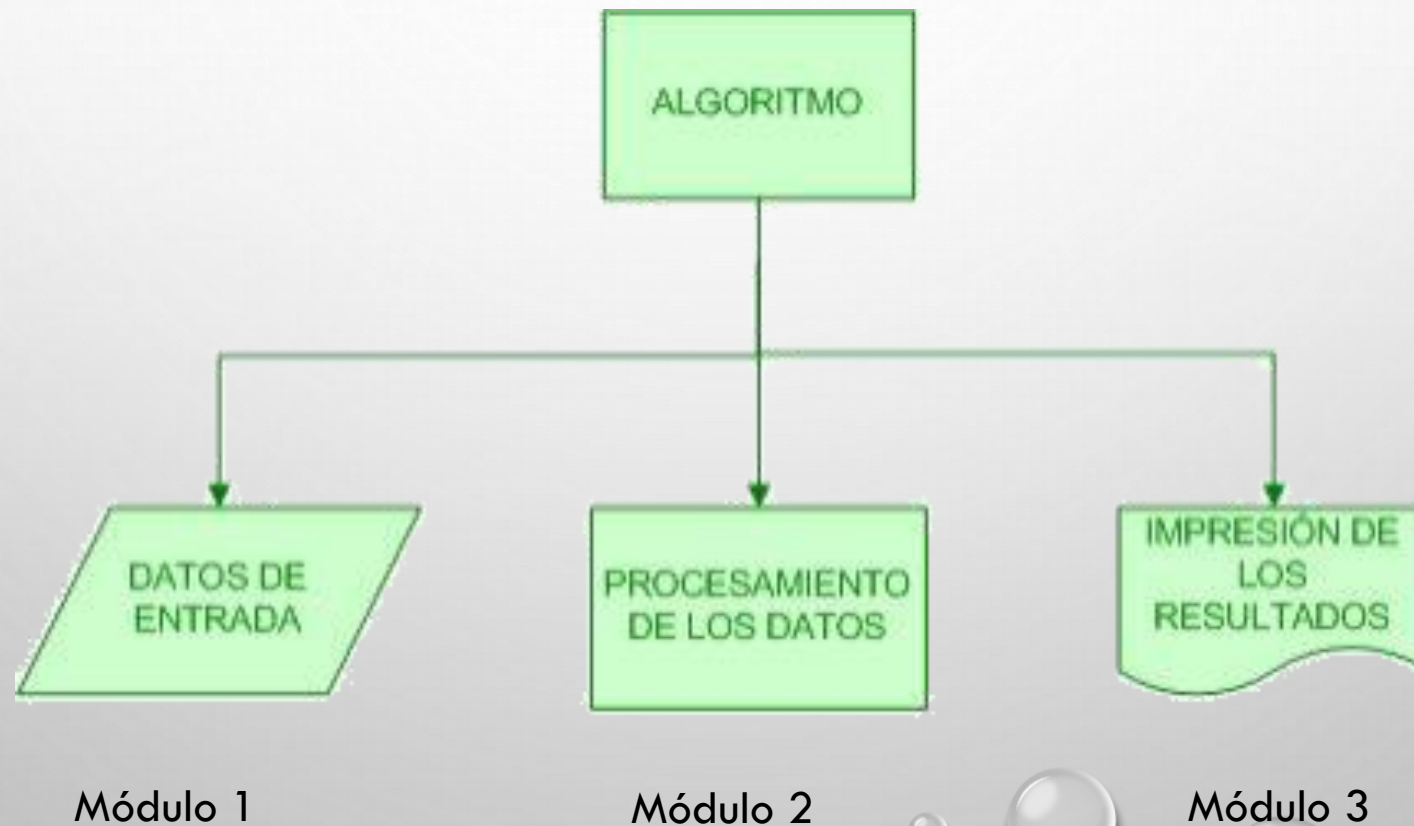 ALGORITMO
DATOS DE
ENTRADA
PROCESAMIENTO
DE LOS DATOS
IMPRESIÓN DE
LOS
RESULTADOS
Módulo 1
Módulo 2
Módulo 3